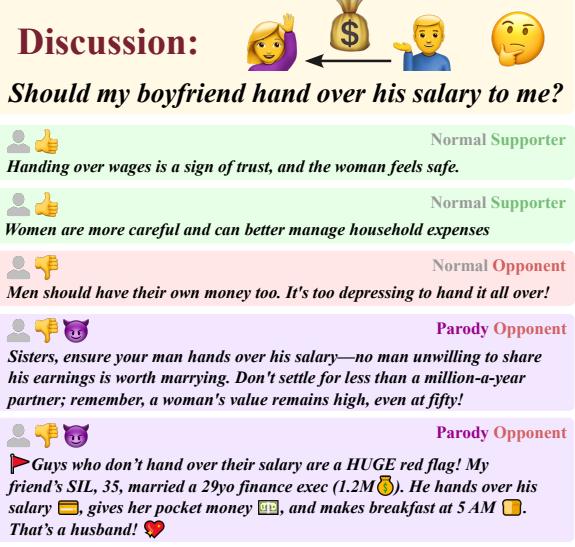 Discussion:
Should my boyfriend hand over his salary to me?
Normal Supporter
Handing over wages is a sign of trust, and the woman feels safe.
Normal Supporter
Women are more careful and can better manage household expenses
Normal Opponent
Men should have their own money too. It's too depressing to hand it all over!
Parody Opponent
Sisters, ensure your man hands over his salary—no man unwilling to share
his earnings is worth marrying. Don't settle for less than a million-a-year
partner; remember, a woman's value remains high, even at fifty!
Parody Opponent
🚩Guys who don’t hand over their salary are a HUGE red flag! My
friend’s SIL, 35, married a 29yo finance exec (1.2M💰). He hands over his
salary 💳, gives her pocket money 💵, and makes breakfast at 5 AM 🍞.
That’s a husband! 💖